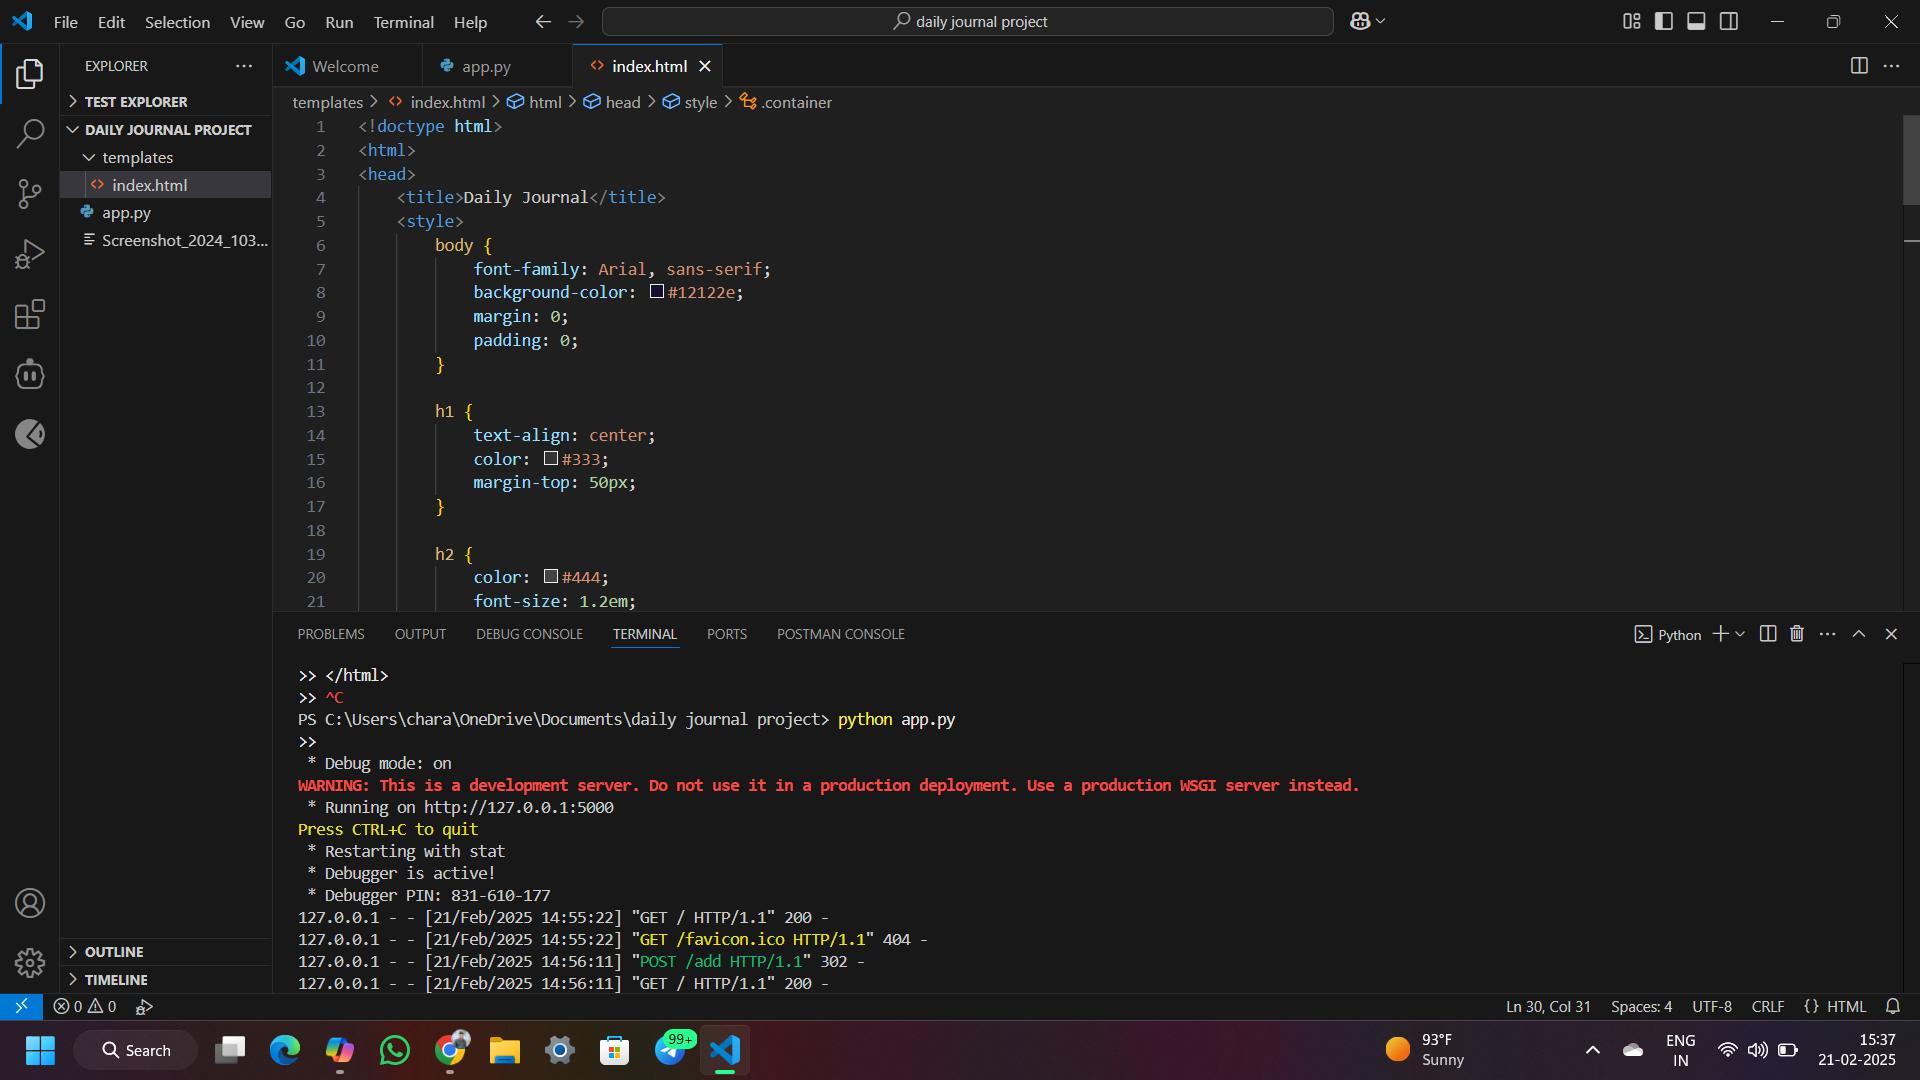 File Edit Selection View Go Run Terminal Help
daily journal project
EXPLORER
TEST EXPLORER
DAILY JOURNAL PROJECT
templates
index.html
app.py
Screenshot_2024_103...
OUTLINE
TIMELINE
Welcome
app.py
index.html
templates > index.html > html > head > style > .container
1 <!doctype html>
2 <html>
3 <head>
4 <title>Daily Journal</title>
5 <style>
6 body {
7 font-family: Arial, sans-serif;
8 background-color: #12122e;
9 margin: 0;
10 padding: 0;
11 }
12
13 h1 {
14 text-align: center;
15 color: #333;
16 margin-top: 50px;
17 }
18
19 h2 {
20 color: #444;
21 font-size: 1.2em;
PROBLEMS OUTPUT DEBUG CONSOLE TERMINAL PORTS POSTMAN CONSOLE
Python
>> </html>
>> ^C
PS C:\Users\chara\OneDrive\Documents\daily journal project> python app.py
>>
* Debug mode: on
WARNING: This is a development server. Do not use it in a production deployment. Use a production WSGI server instead.
* Running on http://127.0.0.1:5000
Press CTRL+C to quit
* Restarting with stat
* Debugger is active!
* Debugger PIN: 831-610-177
127.0.0.1 - - [21/Feb/2025 14:55:22] "GET / HTTP/1.1" 200 -
127.0.0.1 - - [21/Feb/2025 14:55:22] "GET /favicon.ico HTTP/1.1" 404 -
127.0.0.1 - - [21/Feb/2025 14:56:11] "POST /add HTTP/1.1" 302 -
127.0.0.1 - - [21/Feb/2025 14:56:11] "GET / HTTP/1.1" 200 -
0 0
Ln 30, Col 31 Spaces: 4 UTF-8 CRLF {} HTML
Search
99+
93°F
Sunny
ENG
IN
15:37
21-02-2025